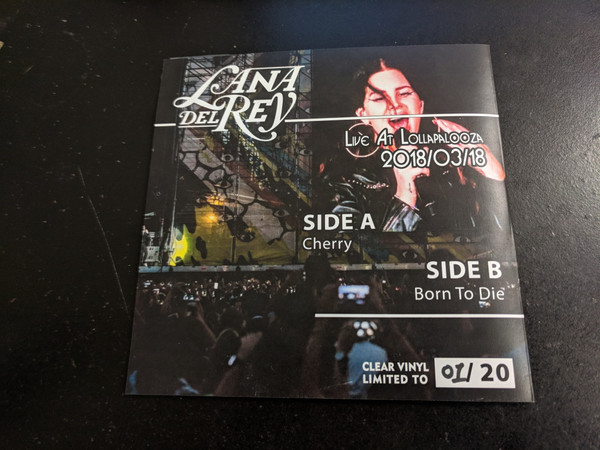 LANA
DEL REY
LIVE AT LOLLAPALOOZA
2018/03/18
SIDE A
Cherry
SIDE B
Born To Die
CLEAR VINYL
LIMITED TO 01/20